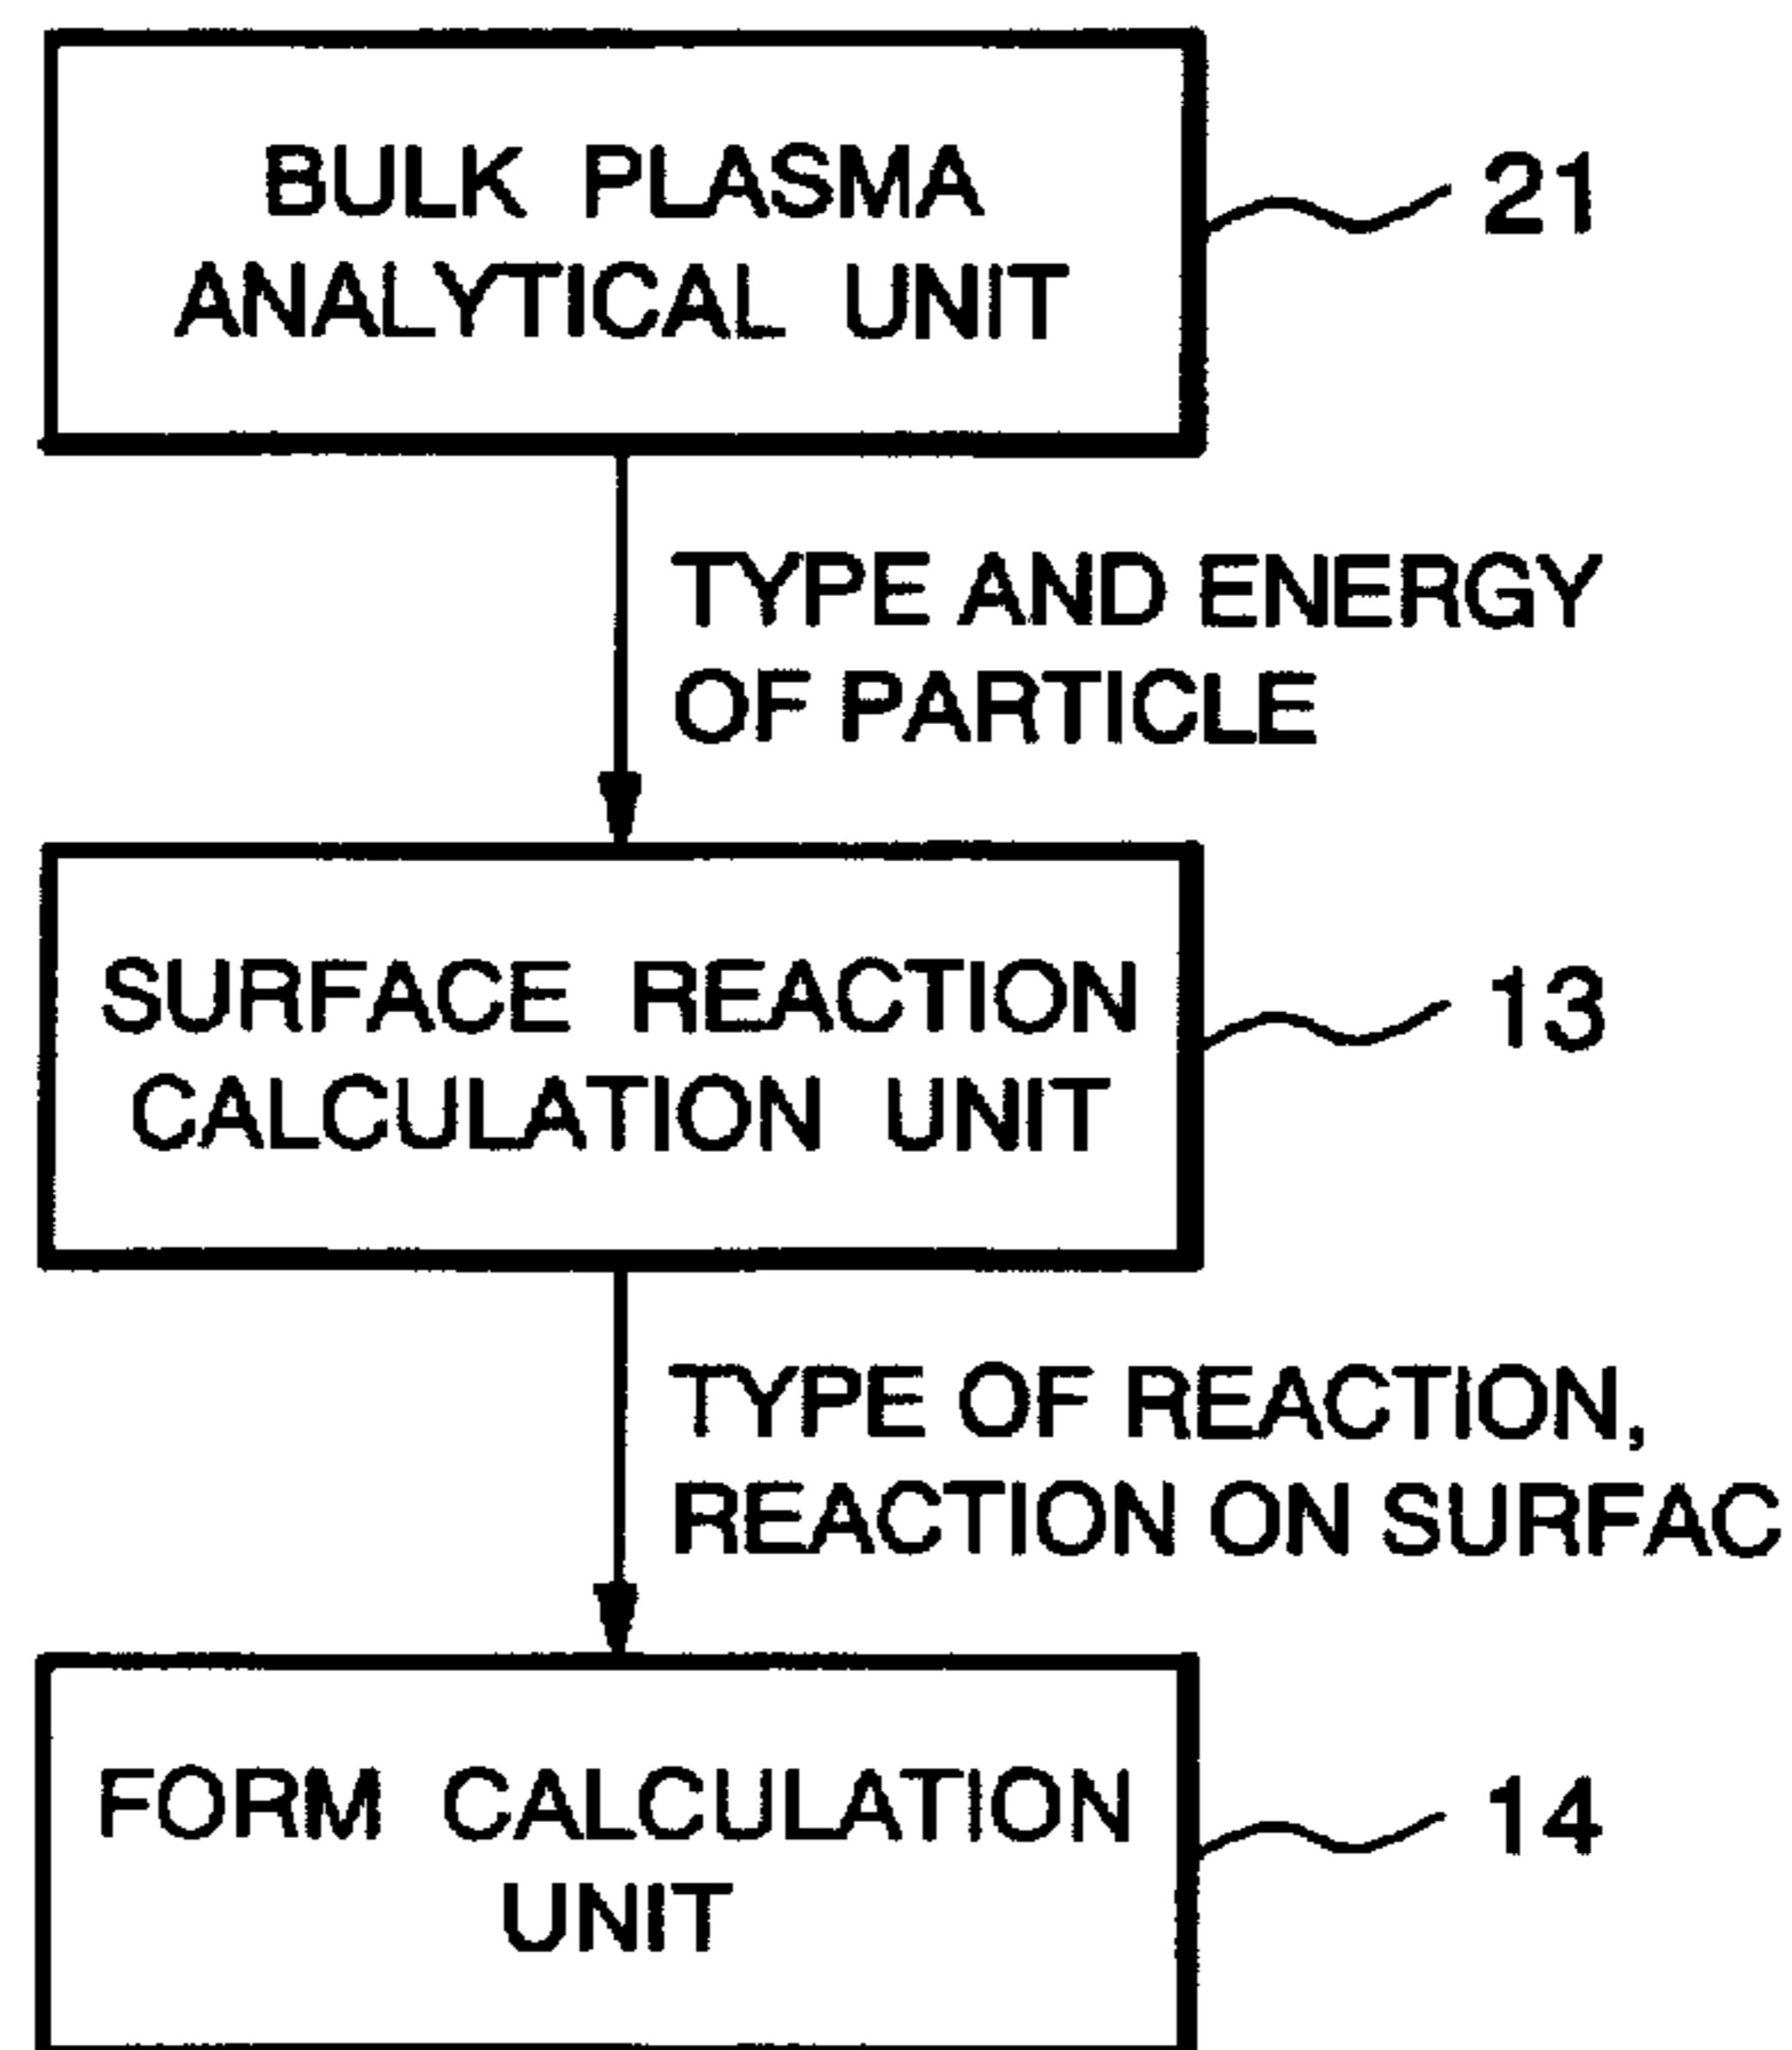 BULK PLASMA
ANALYTICAL UNIT
21
TYPE AND ENERGY
OF PARTICLE
SURFACE REACTION
CALCULATION UNIT
13
TYPE OF REACTION,
REACTION ON SURFAC
FORM CALCULATION
UNIT
14